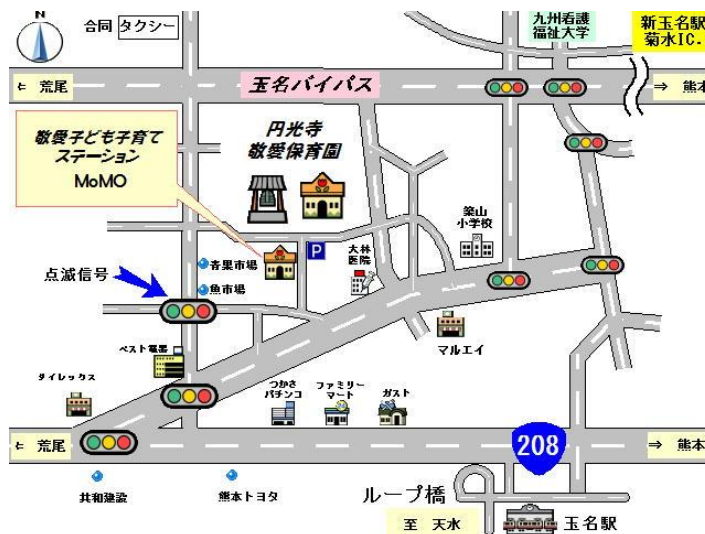 N
合同 タクシー
九州看護
福祉大学
新玉名駅
菊水IC.
⇐ 荒尾
玉名バイパス
⇒ 熊本
敬愛子ども子育て
ステーション
MoMO
円光寺
敬愛保育園
築山
小学校
青果市場
P
大林
医院
点滅信号
魚市場
ベスト電器
マルエイ
ダイレックス
つかさ
パチンコ
ファミリー
マート
ガスト
⇐ 荒尾
208
⇒ 熊本
共和建設
熊本トヨタ
ループ橋
至 天水
玉名駅